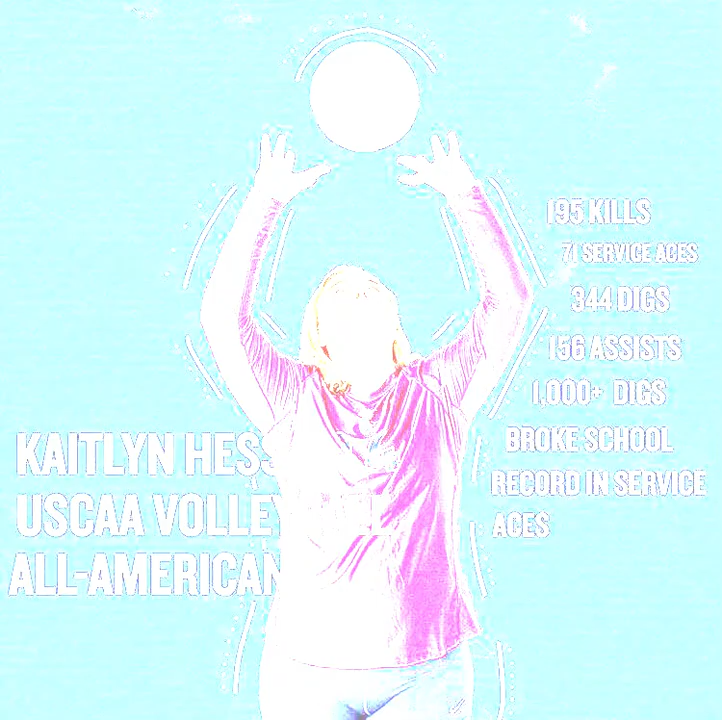 KAITLYN HESS
USCAA VOLLEY
ALL-AMERICAN
195 KILLS
71 SERVICE ACES
344 DIGS
156 ASSISTS
1,000+ DIGS
BROKE SCHOOL
RECORD IN SERVICE
ACES